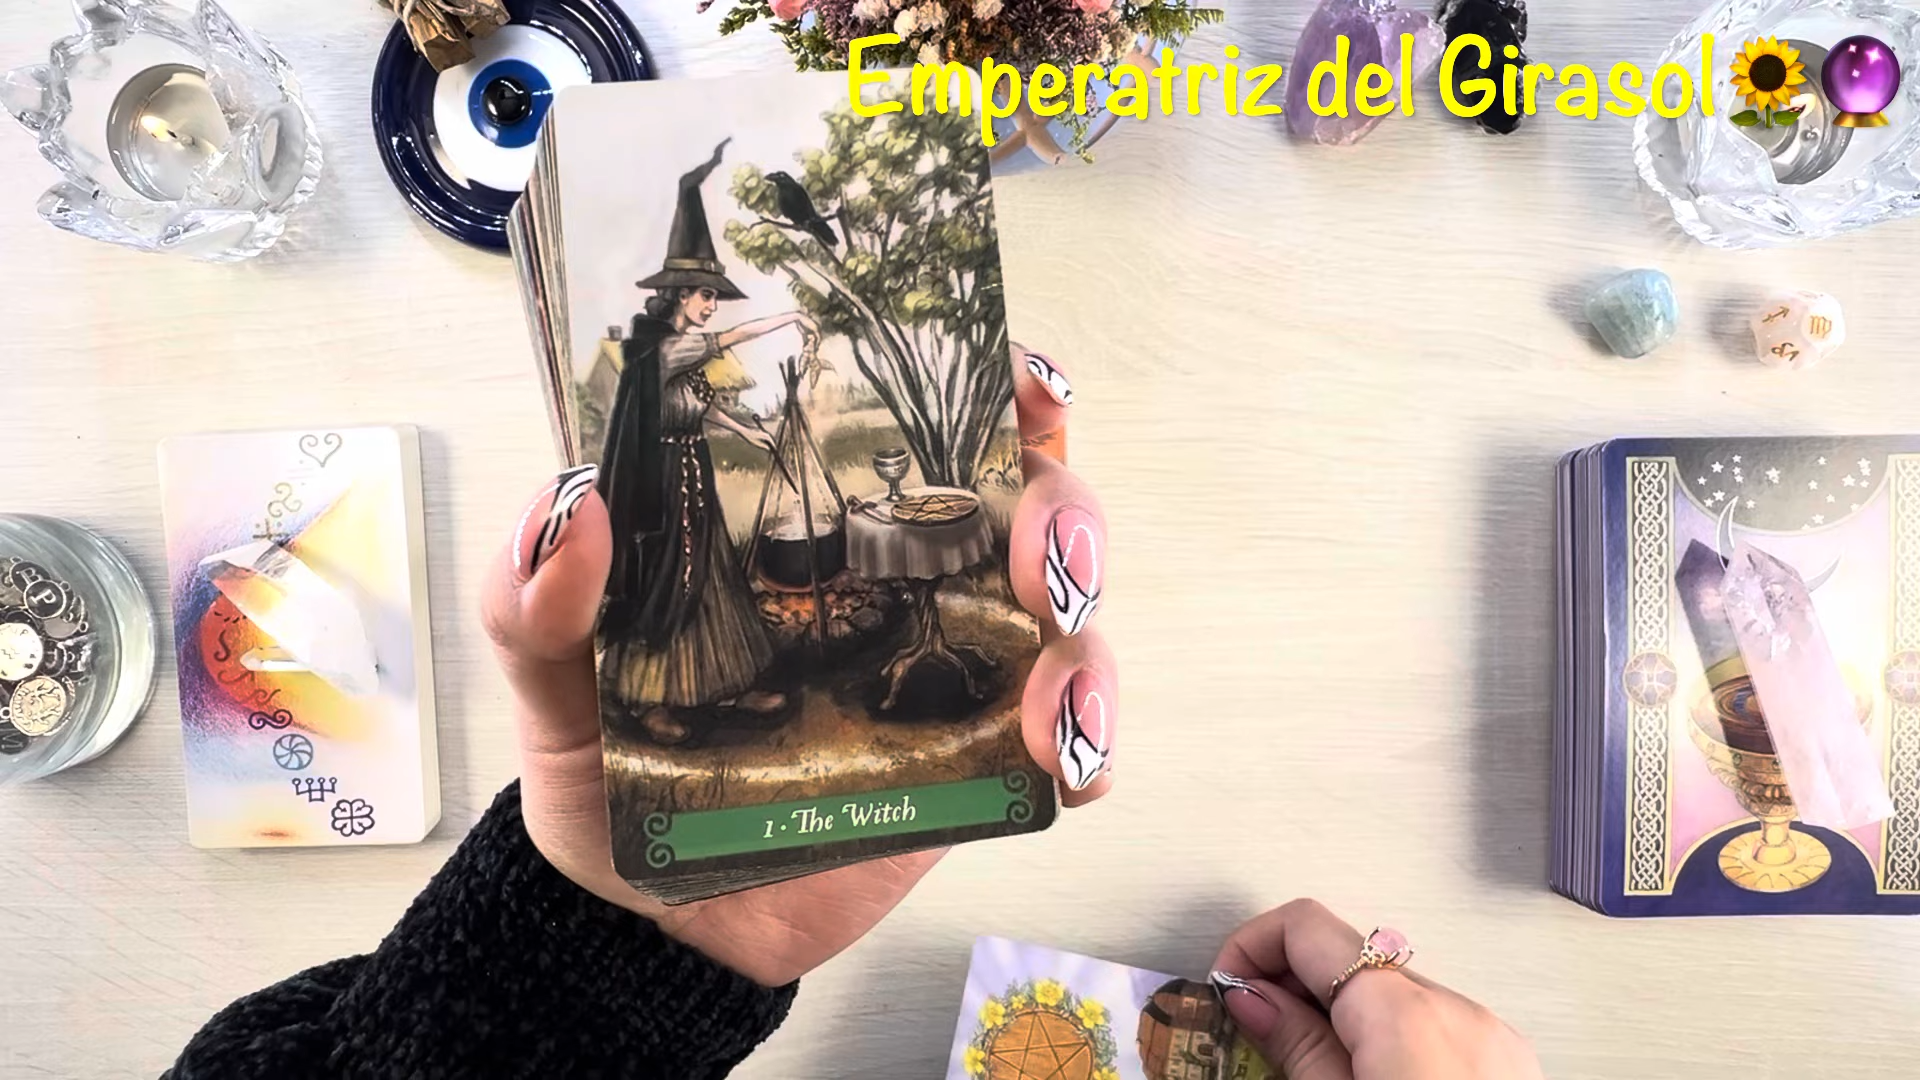 Emperatriz del Girasol🌻🔮
1 · The Witch
P